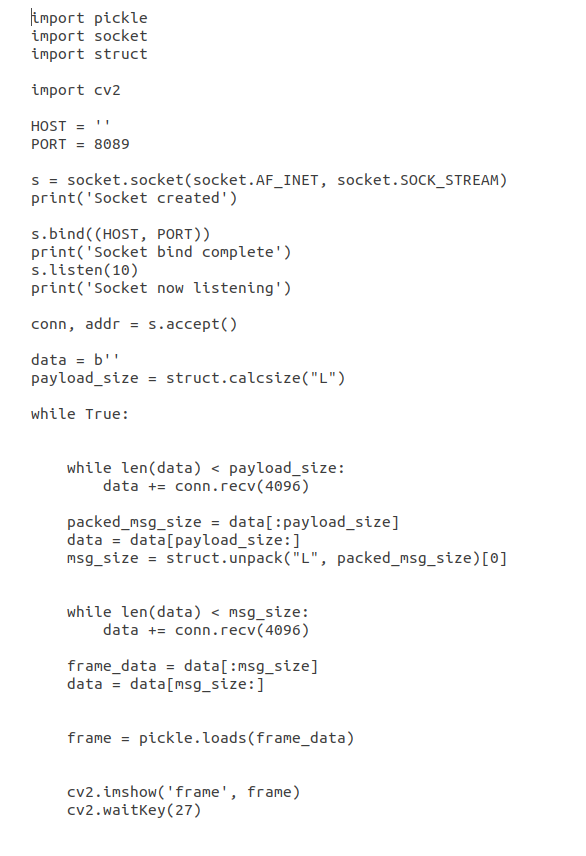 import pickle
import socket
import struct
import cv2
HOST = ''
PORT = 8089
s = socket.socket(socket.AF_INET, socket.SOCK_STREAM)
print('Socket created')
s.bind((HOST, PORT))
print('Socket bind complete')
s.listen(10)
print('Socket now listening')
conn, addr = s.accept()
data = b''
payload_size = struct.calcsize("L")
while True:
    while len(data) < payload_size:
        data += conn.recv(4096)
    packed_msg_size = data[:payload_size]
    data = data[payload_size:]
    msg_size = struct.unpack("L", packed_msg_size)[0]
    while len(data) < msg_size:
        data += conn.recv(4096)
    frame_data = data[:msg_size]
    data = data[msg_size:]
    frame = pickle.loads(frame_data)
    cv2.imshow('frame', frame)
    cv2.waitKey(27)